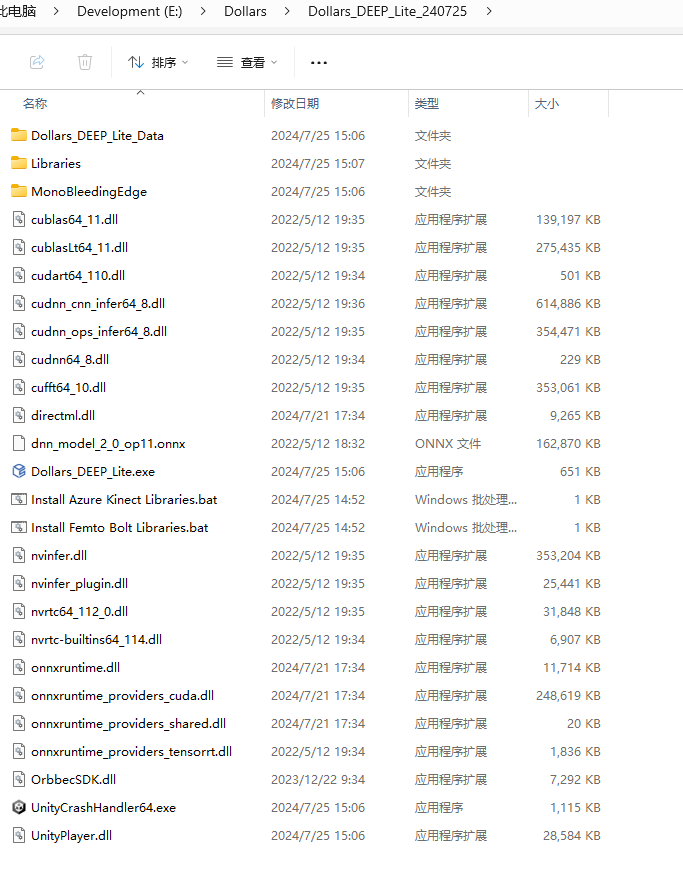 此电脑 > Development (E:) > Dollars > Dollars_DEEP_Lite_240725 >
排序 查看 ...
名称 修改日期 类型 大小
Dollars_DEEP_Lite_Data 2024/7/25 15:06 文件夹
Libraries 2024/7/25 15:07 文件夹
MonoBleedingEdge 2024/7/25 15:06 文件夹
cublas64_11.dll 2022/5/12 19:35 应用程序扩展 139,197 KB
cublasLt64_11.dll 2022/5/12 19:35 应用程序扩展 275,435 KB
cudart64_110.dll 2022/5/12 19:34 应用程序扩展 501 KB
cudnn_cnn_infer64_8.dll 2022/5/12 19:36 应用程序扩展 614,886 KB
cudnn_ops_infer64_8.dll 2022/5/12 19:35 应用程序扩展 354,471 KB
cudnn64_8.dll 2022/5/12 19:34 应用程序扩展 229 KB
cufft64_10.dll 2022/5/12 19:35 应用程序扩展 353,061 KB
directml.dll 2024/7/21 17:34 应用程序扩展 9,265 KB
dnn_model_2_0_op11.onnx 2022/5/12 18:32 ONNX 文件 162,870 KB
Dollars_DEEP_Lite.exe 2024/7/25 15:06 应用程序 651 KB
Install Azure Kinect Libraries.bat 2024/7/25 14:52 Windows 批处理... 1 KB
Install Femto Bolt Libraries.bat 2024/7/25 14:52 Windows 批处理... 1 KB
nvinfer.dll 2022/5/12 19:35 应用程序扩展 353,204 KB
nvinfer_plugin.dll 2022/5/12 19:35 应用程序扩展 25,441 KB
nvrtc64_112_0.dll 2022/5/12 19:35 应用程序扩展 31,848 KB
nvrtc-builtins64_114.dll 2022/5/12 19:34 应用程序扩展 6,907 KB
onnxruntime.dll 2024/7/21 17:34 应用程序扩展 11,714 KB
onnxruntime_providers_cuda.dll 2024/7/21 17:34 应用程序扩展 248,619 KB
onnxruntime_providers_shared.dll 2024/7/21 17:34 应用程序扩展 20 KB
onnxruntime_providers_tensorrt.dll 2022/5/12 19:34 应用程序扩展 1,836 KB
OrbbecSDK.dll 2023/12/22 9:34 应用程序扩展 7,292 KB
UnityCrashHandler64.exe 2024/7/25 15:06 应用程序 1,115 KB
UnityPlayer.dll 2024/7/25 15:06 应用程序扩展 28,584 KB